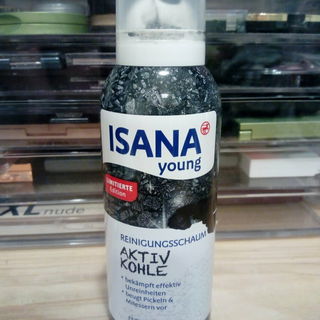 ISANA
young
LIMITIERTE
Edition
REINIGUNGSSCHAUM
AKTIV
KOHLE
• bekämpft effektiv
Unreinheiten
• beugt Pickeln &
Mitessern vor
XL nude